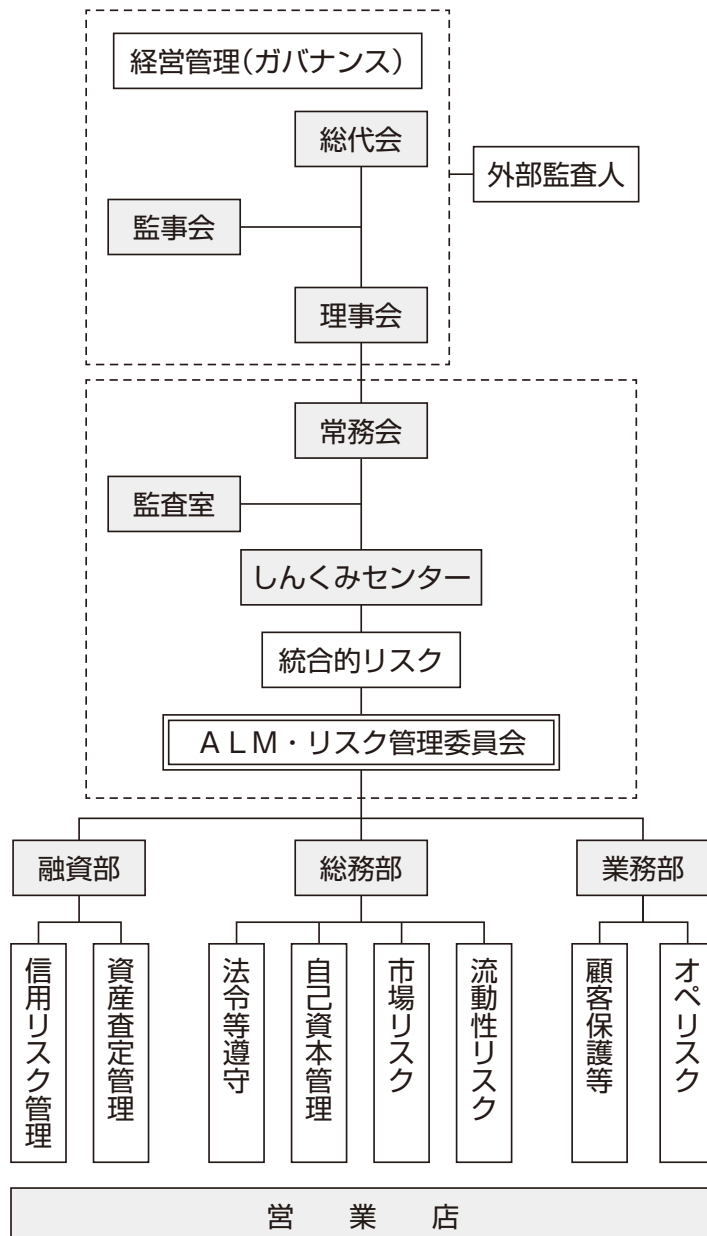 経営管理(ガバナンス)
総代会
外部監査人
監事会
理事会
常務会
監査室
しんくみセンター
統合的リスク
ALM・リスク管理委員会
融資部
総務部
業務部
信用リスク管理
資産査定管理
法令等遵守
自己資本管理
市場リスク
流動性リスク
顧客保護等
オペリスク
営業店